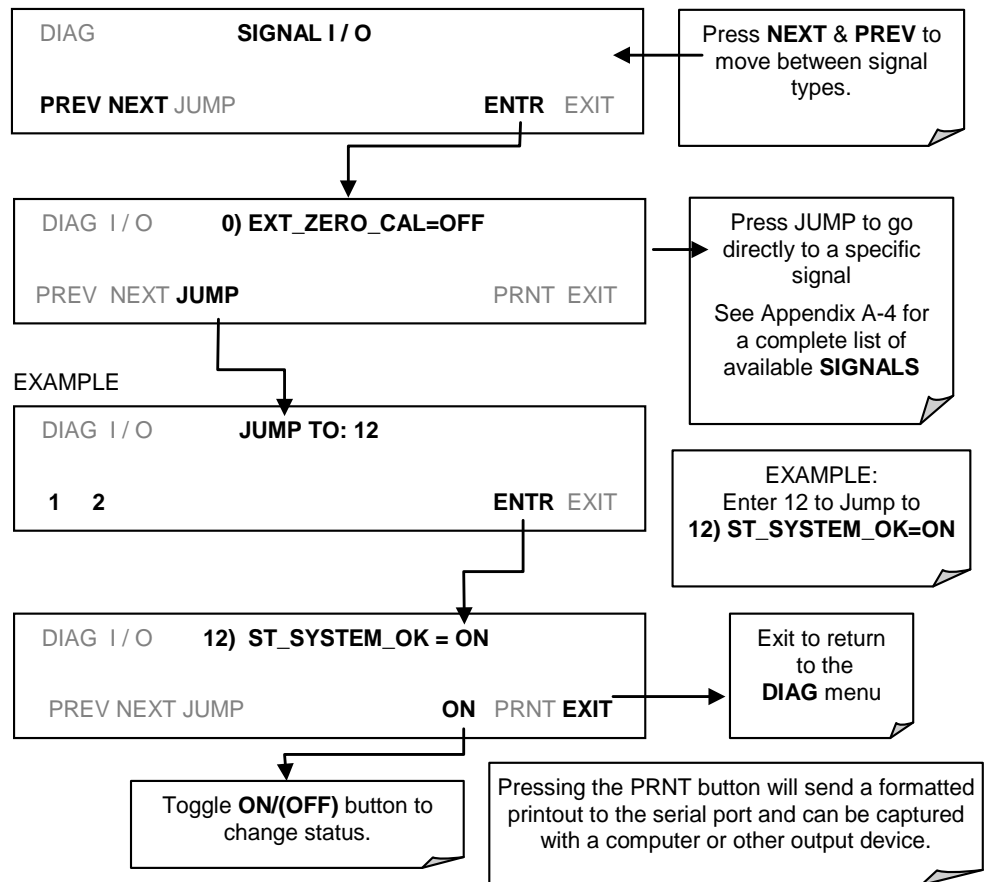 DIAG SIGNAL I / O
PREV NEXT JUMP ENTR EXIT
Press NEXT & PREV to
move between signal
types.
DIAG I / O 0) EXT_ZERO_CAL=OFF
PREV NEXT JUMP PRNT EXIT
Press JUMP to go
directly to a specific
signal
See Appendix A-4 for
a complete list of
available SIGNALS
EXAMPLE
DIAG I / O JUMP TO: 12
1 2 ENTR EXIT
EXAMPLE:
Enter 12 to Jump to
12) ST_SYSTEM_OK=ON
DIAG I / O 12) ST_SYSTEM_OK = ON
PREV NEXT JUMP ON PRNT EXIT
Exit to return
to the
DIAG menu
Toggle ON/(OFF) button to
change status.
Pressing the PRNT button will send a formatted
printout to the serial port and can be captured
with a computer or other output device.